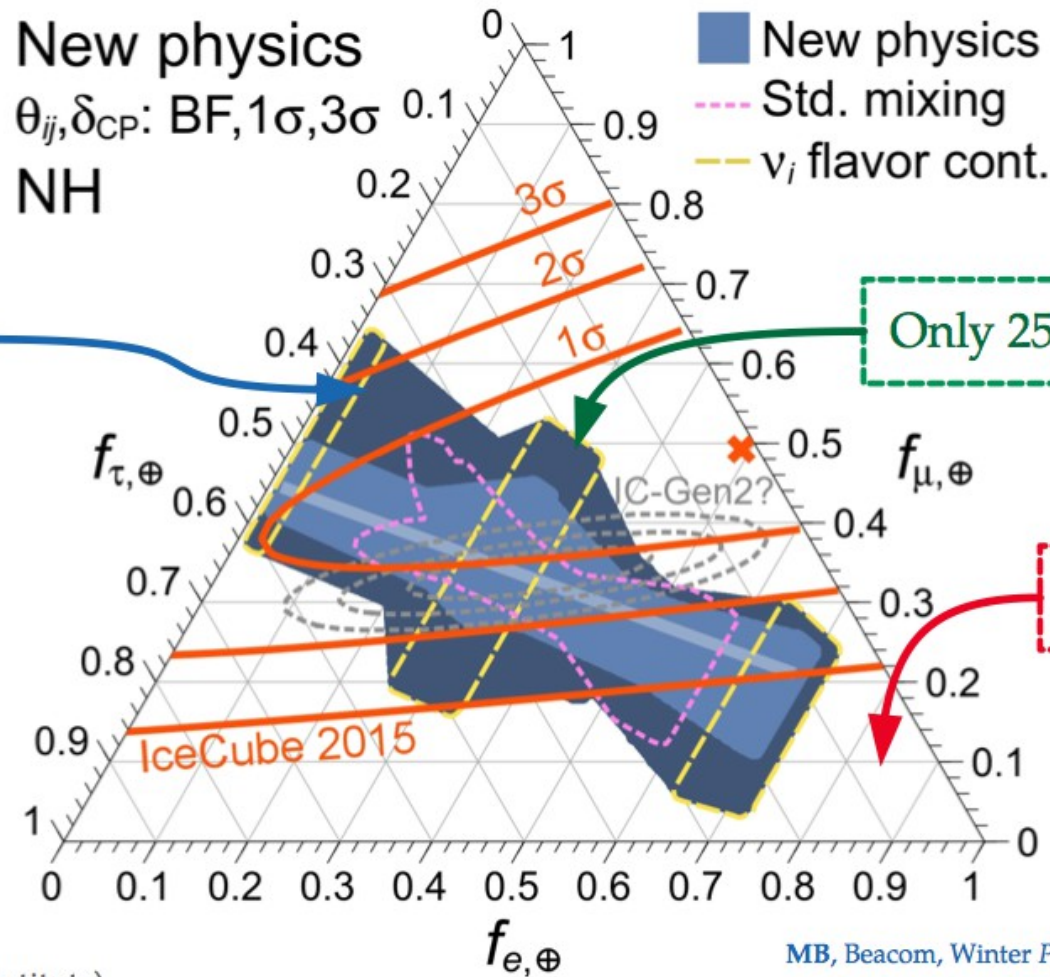 New physics
θij,δCP: BF,1σ,3σ
NH
New physics
Std. mixing
νi flavor cont.
0
0.1
0.2
0.3
0.4
0.5
0.6
0.7
0.8
0.9
1
fτ,⊕
1
0.9
0.8
0.7
0.6
0.5
0.4
0.3
0.2
0.1
0
fμ,⊕
3σ
2σ
1σ
Only 25
IC-Gen2?
IceCube 2015
0 0.1 0.2 0.3 0.4 0.5 0.6 0.7 0.8 0.9 1
fe,⊕
MB, Beacom, Winter P